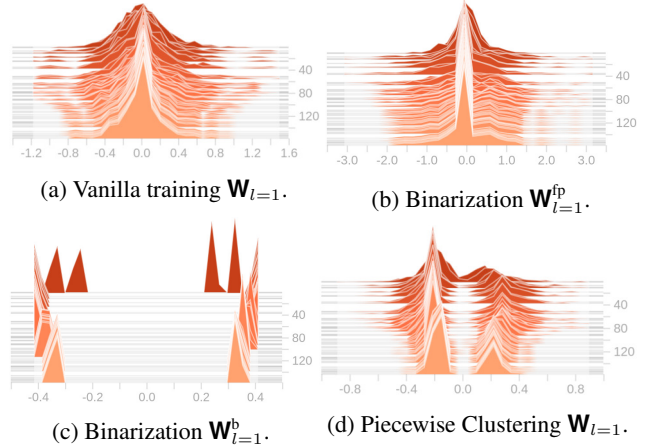 40
80
120
-1.2 -0.8 -0.4 0.0 0.4 0.8 1.2 1.6
(a) Vanilla training W_{l=1}.
40
80
120
-3.0 -2.0 -1.0 0.0 1.0 2.0 3.0
(b) Binarization W^{fp}_{l=1}.
40
80
120
-0.4 -0.2 0.0 0.2 0.4
(c) Binarization W^{b}_{l=1}.
40
80
120
-0.8 -0.4 0.0 0.4 0.8
(d) Piecewise Clustering W_{l=1}.